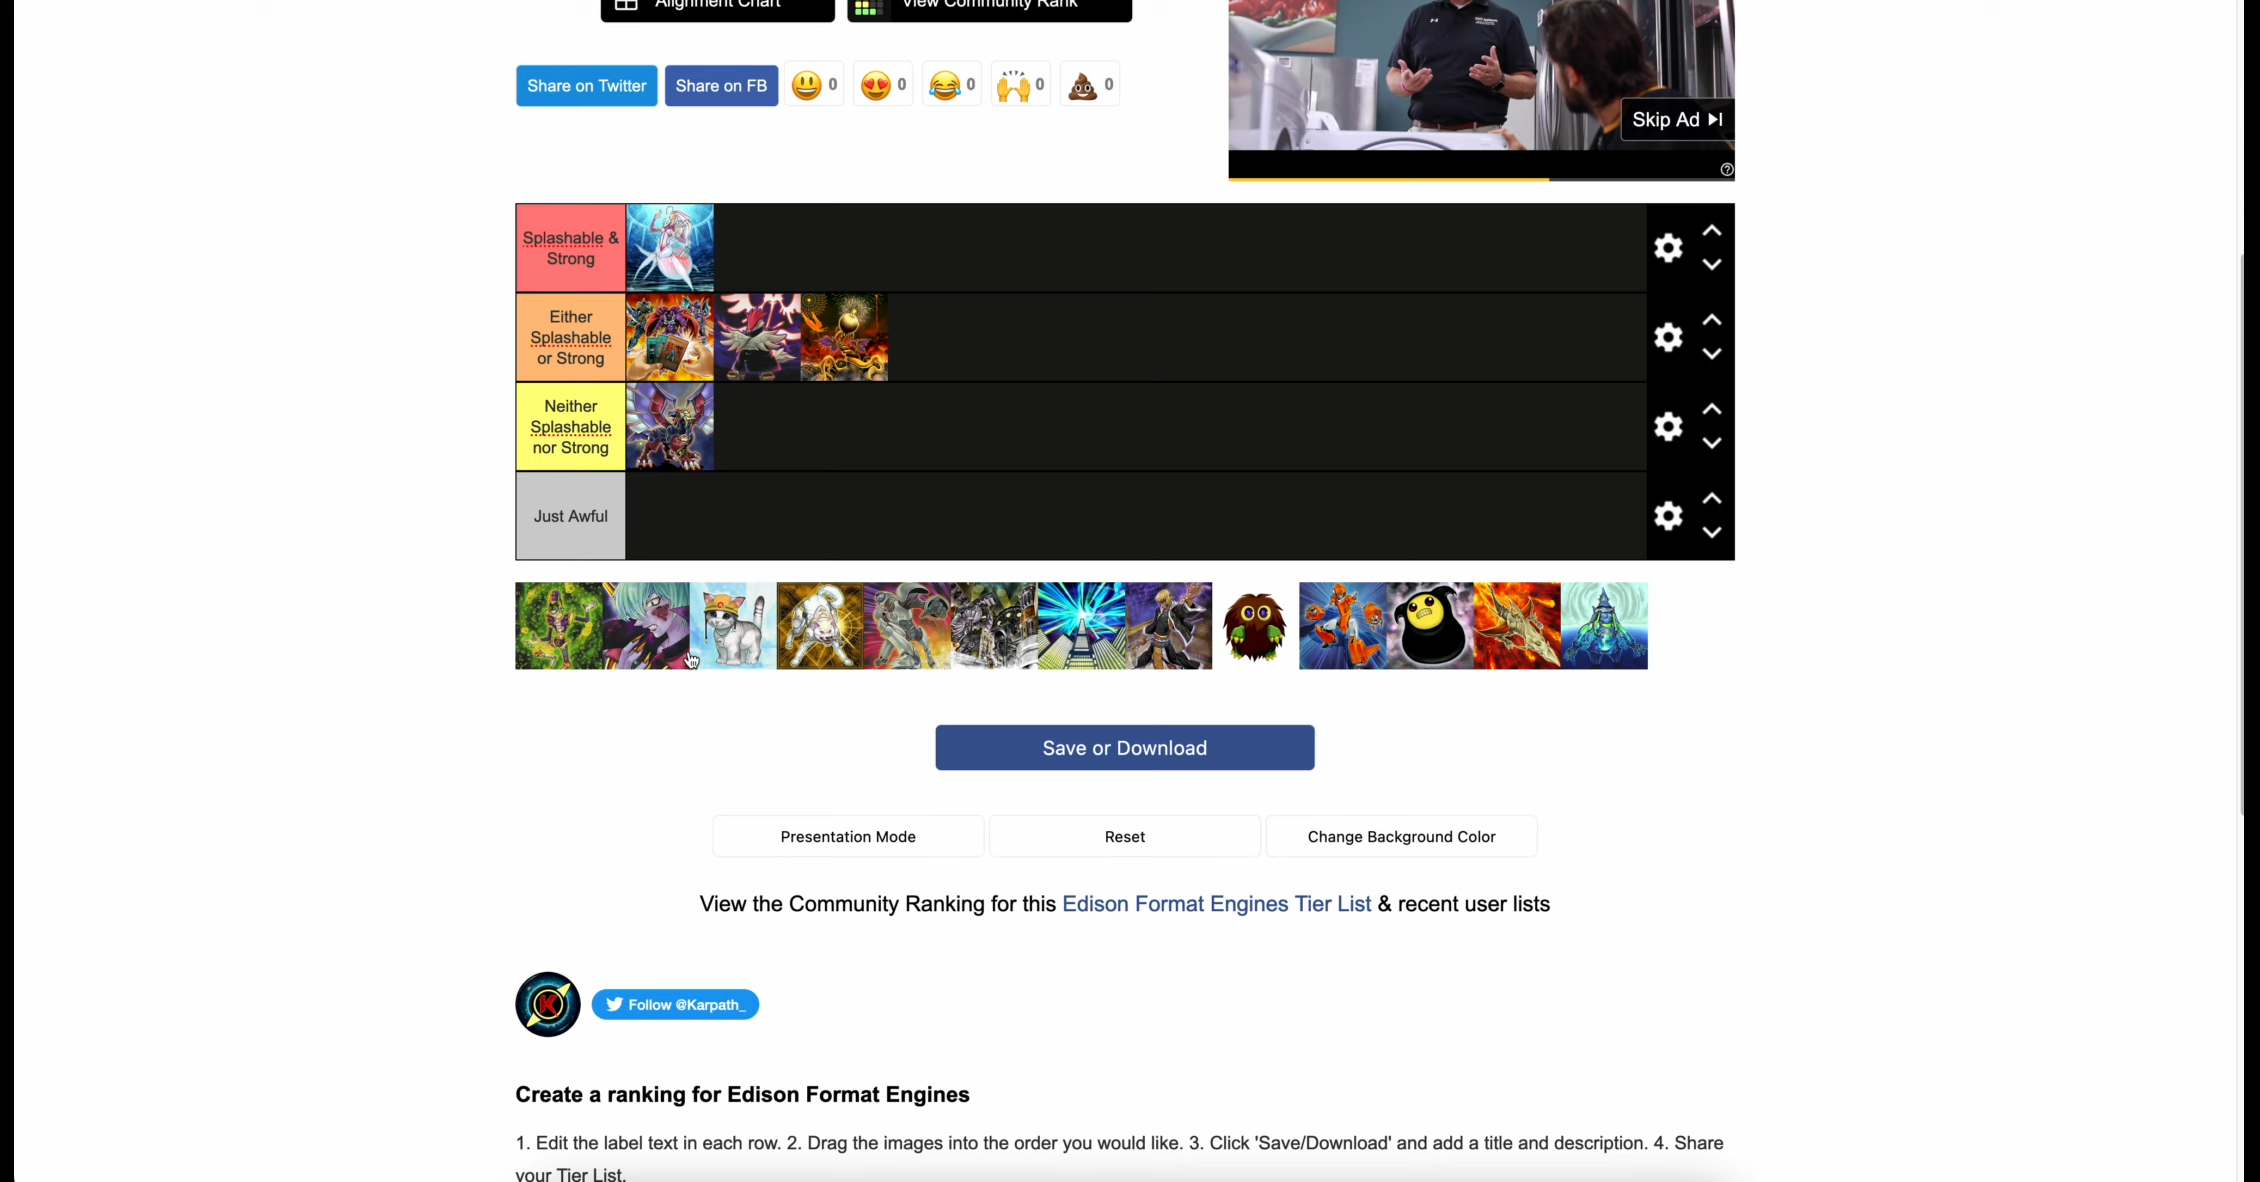 Alignment Chart
View Community Rank
Share on Twitter
Share on FB
0
0
0
0
0
Skip Ad
Splashable &
Strong
Either
Splashable
or Strong
Neither
Splashable
nor Strong
Just Awful
Save or Download
Presentation Mode
Reset
Change Background Color
View the Community Ranking for this Edison Format Engines Tier List & recent user lists
K
Follow @Karpath_
Create a ranking for Edison Format Engines
1. Edit the label text in each row. 2. Drag the images into the order you would like. 3. Click 'Save/Download' and add a title and description. 4. Share
your Tier List.